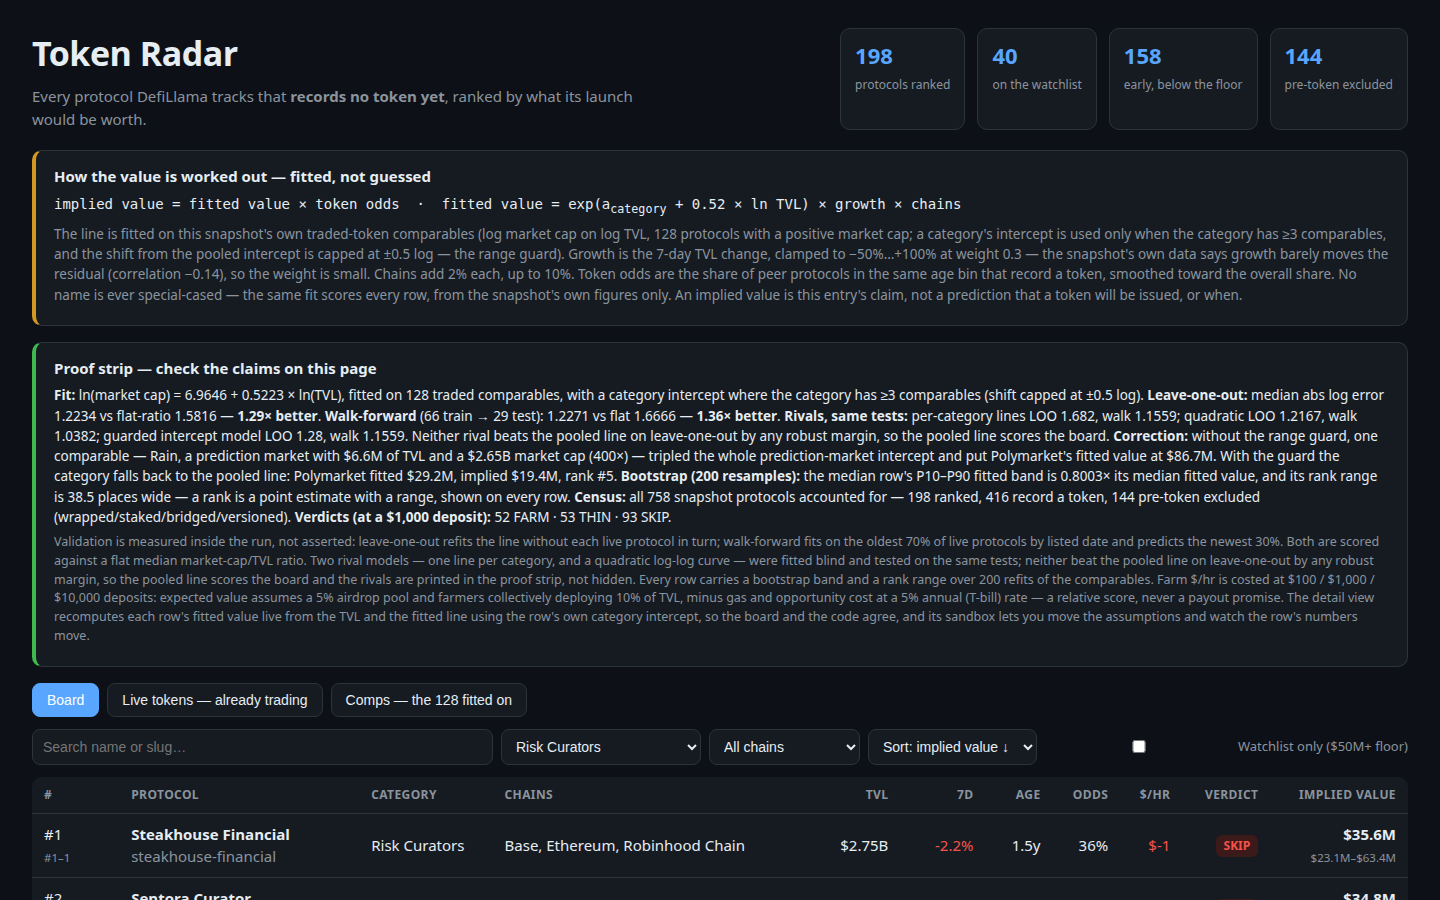 Token Radar
Every protocol DefiLlama tracks that records no token yet, ranked by what its launch
would be worth.
198
protocols ranked
40
on the watchlist
158
early, below the floor
144
pre-token excluded
How the value is worked out — fitted, not guessed
implied value = fitted value × token odds · fitted value = exp(acategory + 0.52 × ln TVL) × growth × chains
The line is fitted on this snapshot's own traded-token comparables (log market cap on log TVL, 128 protocols with a positive market cap; a category's intercept is used only when the category has ≥3 comparables,
and the shift from the pooled intercept is capped at ±0.5 log — the range guard). Growth is the 7-day TVL change, clamped to −50%…+100% at weight 0.3 — the snapshot's own data says growth barely moves the
residual (correlation −0.14), so the weight is small. Chains add 2% each, up to 10%. Token odds are the share of peer protocols in the same age bin that record a token, smoothed toward the overall share. No
name is ever special-cased — the same fit scores every row, from the snapshot's own figures only. An implied value is this entry's claim, not a prediction that a token will be issued, or when.
Proof strip — check the claims on this page
Fit: ln(market cap) = 6.9646 + 0.5223 × ln(TVL), fitted on 128 traded comparables, with a category intercept where the category has ≥3 comparables (shift capped at ±0.5 log). Leave-one-out: median abs log error
1.2234 vs flat-ratio 1.5816 — 1.29× better. Walk-forward (66 train → 29 test): 1.2271 vs flat 1.6666 — 1.36× better. Rivals, same tests: per-category lines LOO 1.682, walk 1.1559; quadratic LOO 1.2167, walk
1.0382; guarded intercept model LOO 1.28, walk 1.1559. Neither rival beats the pooled line on leave-one-out by any robust margin, so the pooled line scores the board. Correction: without the range guard, one
comparable — Rain, a prediction market with $6.6M of TVL and a $2.65B market cap (400×) — tripled the whole prediction-market intercept and put Polymarket's fitted value at $86.7M. With the guard the
category falls back to the pooled line: Polymarket fitted $29.2M, implied $19.4M, rank #5. Bootstrap (200 resamples): the median row's P10–P90 fitted band is 0.8003× its median fitted value, and its rank range
is 38.5 places wide — a rank is a point estimate with a range, shown on every row. Census: all 758 snapshot protocols accounted for — 198 ranked, 416 record a token, 144 pre-token excluded
(wrapped/staked/bridged/versioned). Verdicts (at a $1,000 deposit): 52 FARM · 53 THIN · 93 SKIP.
Validation is measured inside the run, not asserted: leave-one-out refits the line without each live protocol in turn; walk-forward fits on the oldest 70% of live protocols by listed date and predicts the newest 30%. Both are scored
against a flat median market-cap/TVL ratio. Two rival models — one line per category, and a quadratic log-log curve — were fitted blind and tested on the same tests; neither beat the pooled line on leave-one-out by any robust
margin, so the pooled line scores the board and the rivals are printed in the proof strip, not hidden. Every row carries a bootstrap band and a rank range over 200 refits of the comparables. Farm $/hr is costed at $100 / $1,000 /
$10,000 deposits: expected value assumes a 5% airdrop pool and farmers collectively deploying 10% of TVL, minus gas and opportunity cost at a 5% annual (T-bill) rate — a relative score, never a payout promise. The detail view
recomputes each row's fitted value live from the TVL and the fitted line using the row's own category intercept, so the board and the code agree, and its sandbox lets you move the assumptions and watch the row's numbers
move.
Board
Live tokens — already trading
Comps — the 128 fitted on
Search name or slug…
Risk Curators
All chains
Sort: implied value ↓
Watchlist only ($50M+ floor)
# PROTOCOL CATEGORY CHAINS TVL 7D AGE ODDS $/HR VERDICT IMPLIED VALUE
#1 Steakhouse Financial Risk Curators Base, Ethereum, Robinhood Chain $2.75B -2.2% 1.5y 36% $-1 SKIP $35.6M
#1–1 steakhouse-financial $23.1M–$63.4M
#2 Sentora Curator $34.8M